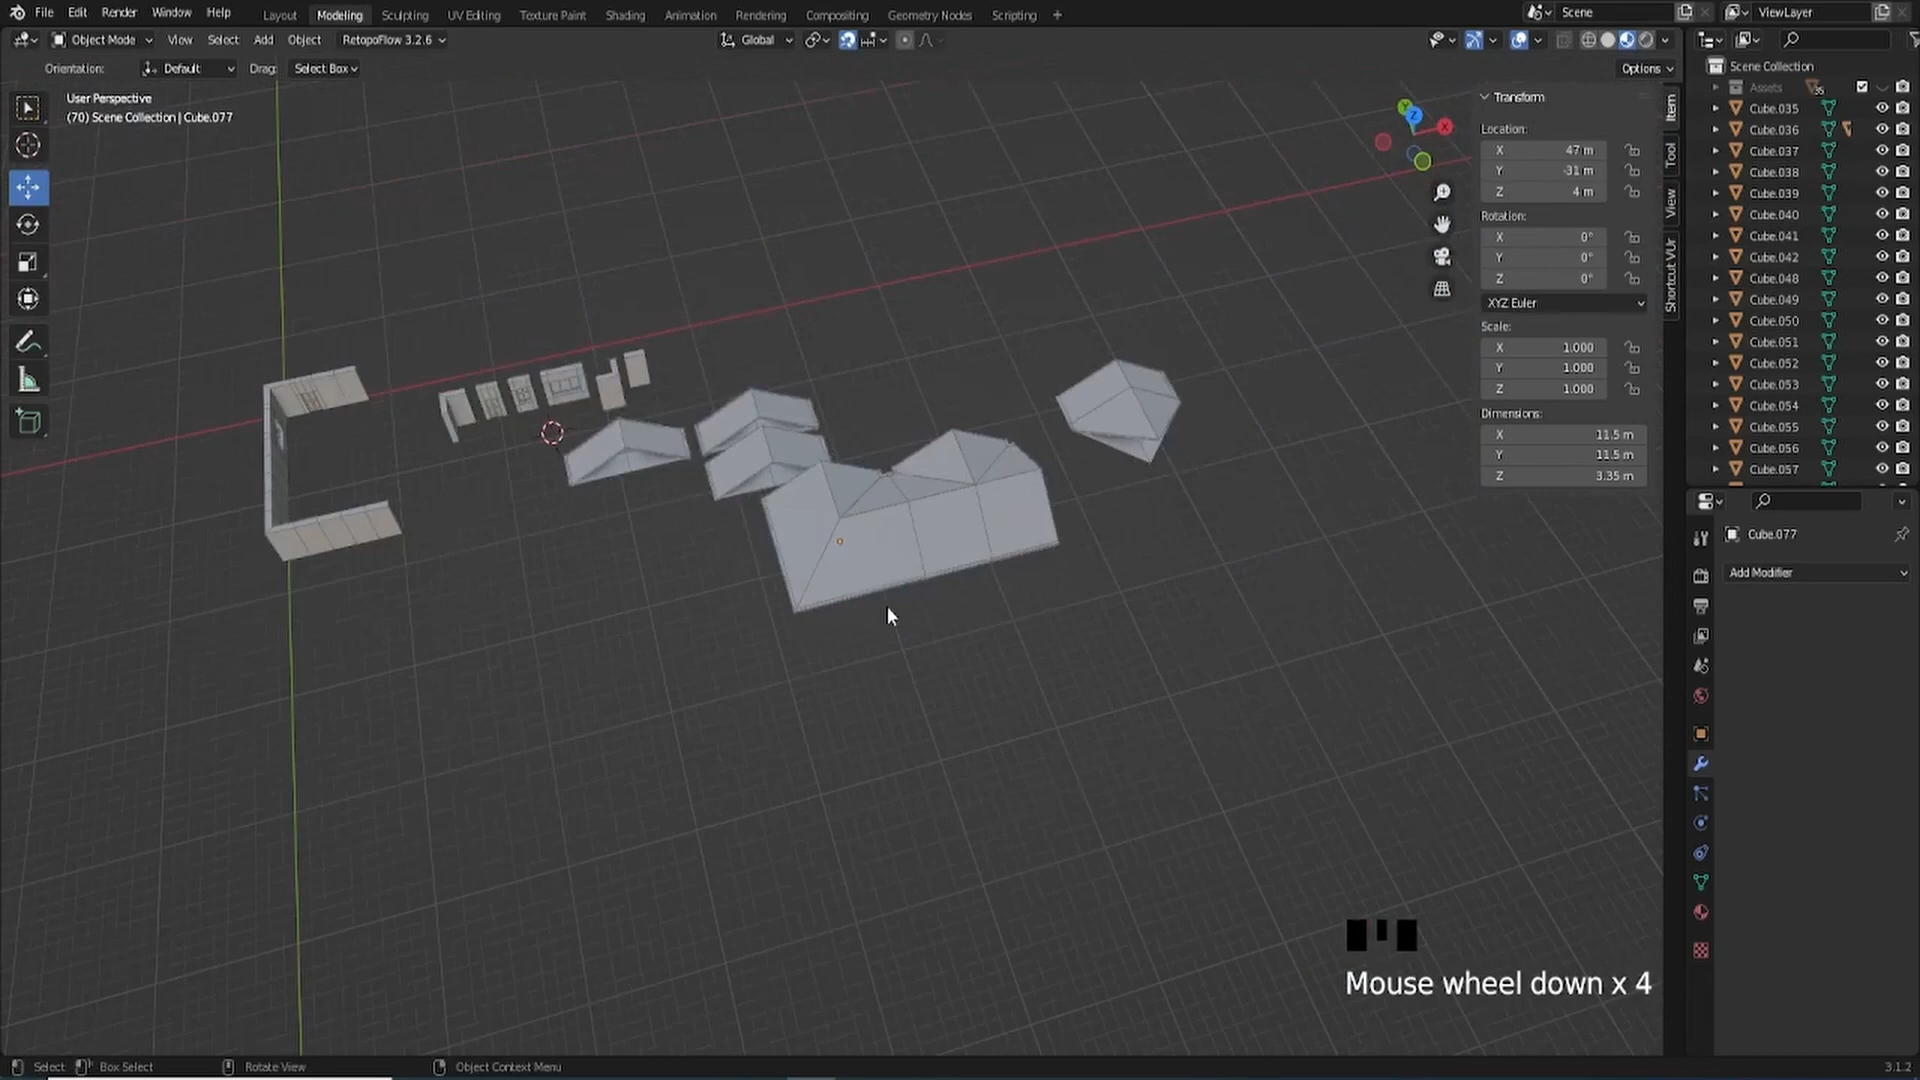 File Edit Render Window Help Layout Modeling Sculpting UV Editing Texture Paint Shading Animation Rendering Compositing Geometry Nodes Scripting + Scene ViewLayer
Object Mode View Select Add Object RetopoFlow 3.2.6 Global
Orientation: Default Drag: Select Box Options
User Perspective
(70) Scene Collection | Cube.077
Y
Z
X
Transform
Location:
X 47 m
Y -31 m
Z 4 m
Rotation:
X 0°
Y 0°
Z 0°
XYZ Euler
Scale:
X 1.000
Y 1.000
Z 1.000
Dimensions:
X 11.5 m
Y 11.5 m
Z 3.35 m
Item
Tool
View
Shortcut VUr
Scene Collection
Assets 35
Cube.035
Cube.036
Cube.037
Cube.038
Cube.039
Cube.040
Cube.041
Cube.042
Cube.048
Cube.049
Cube.050
Cube.051
Cube.052
Cube.053
Cube.054
Cube.055
Cube.056
Cube.057
Cube.077
Add Modifier
Mouse wheel down x 4
Select Box Select Rotate View Object Context Menu 3.1.2